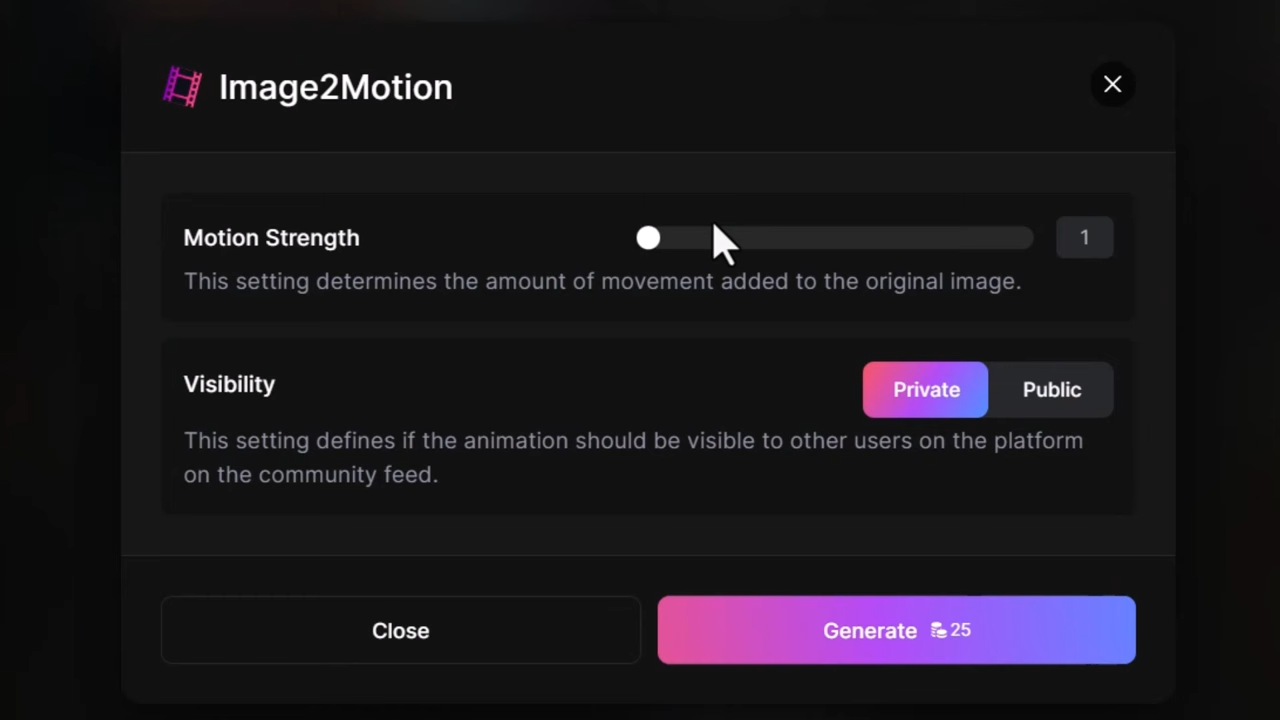 Image2Motion
Motion Strength
1
This setting determines the amount of movement added to the original image.
Visibility
Private
Public
This setting defines if the animation should be visible to other users on the platform
on the community feed.
Close
Generate 25